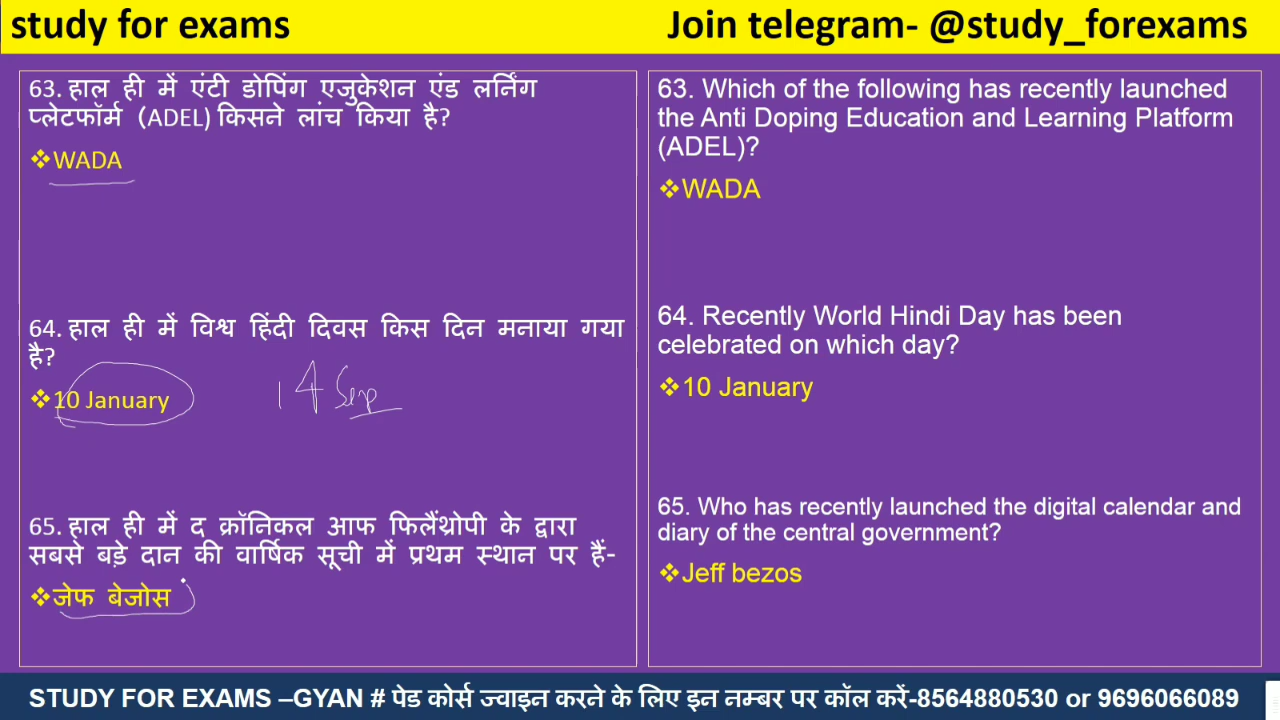 study for exams
Join telegram- @study_forexams
63. हाल ही में एंटी डोपिंग एजुकेशन एंड लर्निंग
प्लेटफॉर्म (ADEL) किसने लांच किया है?
❖WADA
64. हाल ही में विश्व हिंदी दिवस किस दिन मनाया गया
है?
❖10 January
14 Sep
65. हाल ही में द क्रॉनिकल आफ फिलैंथ्रोपी के द्वारा
सबसे बड़े दान की वार्षिक सूची में प्रथम स्थान पर हैं-
❖जेफ बेजोस
63. Which of the following has recently launched
the Anti Doping Education and Learning Platform
(ADEL)?
❖WADA
64. Recently World Hindi Day has been
celebrated on which day?
❖10 January
65. Who has recently launched the digital calendar and
diary of the central government?
❖Jeff bezos
STUDY FOR EXAMS –GYAN # पेड कोर्स ज्वाइन करने के लिए इन नम्बर पर कॉल करें-8564880530 or 9696066089